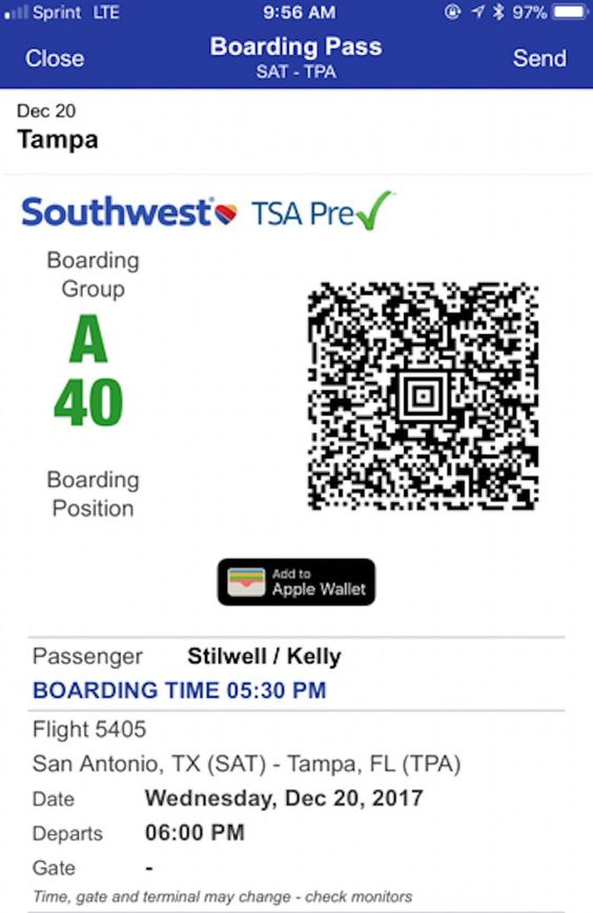 Sprint LTE 9:56 AM 97%
Close Boarding Pass Send
SAT - TPA
Dec 20
Tampa
Southwest TSA Pre
Boarding
Group
A
40
Boarding
Position
Add to
Apple Wallet
Passenger Stilwell / Kelly
BOARDING TIME 05:30 PM
Flight 5405
San Antonio, TX (SAT) - Tampa, FL (TPA)
Date Wednesday, Dec 20, 2017
Departs 06:00 PM
Gate -
Time, gate and terminal may change - check monitors